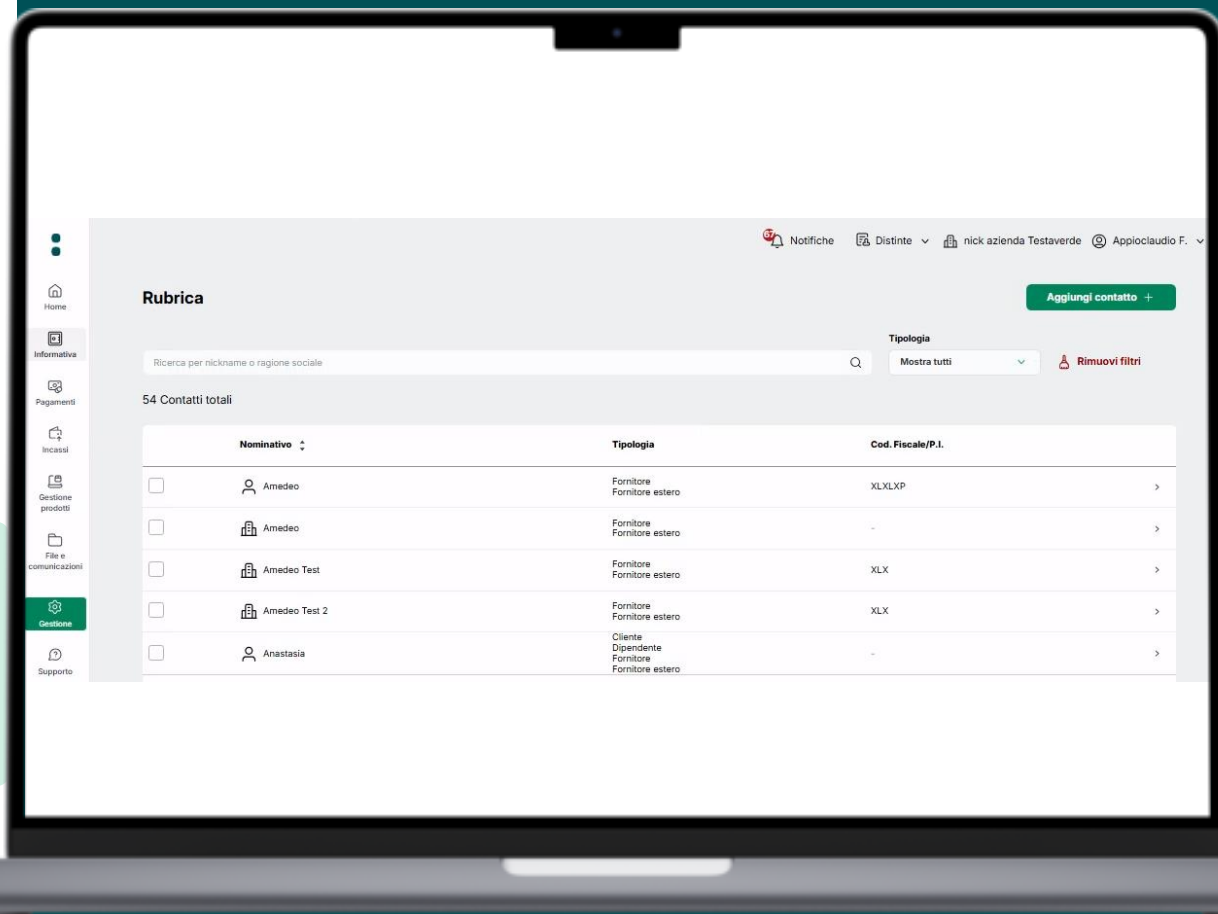 67
Notifiche
Distinte
nick azienda Testaverde
Appioclaudio F.
Home
Informativa
Pagamenti
Incassi
Gestione
prodotti
File e
comunicazioni
Gestione
Supporto
Rubrica
Aggiungi contatto +
Tipologia
Ricerca per nickname o ragione sociale
Mostra tutti
Rimuovi filtri
54 Contatti totali
Nominativo
Tipologia
Cod. Fiscale/P.I.
Amedeo
Fornitore
Fornitore estero
XLXLXP
Amedeo
Fornitore
Fornitore estero
-
Amedeo Test
Fornitore
Fornitore estero
XLX
Amedeo Test 2
Fornitore
Fornitore estero
XLX
Anastasia
Cliente
Dipendente
Fornitore
Fornitore estero
-